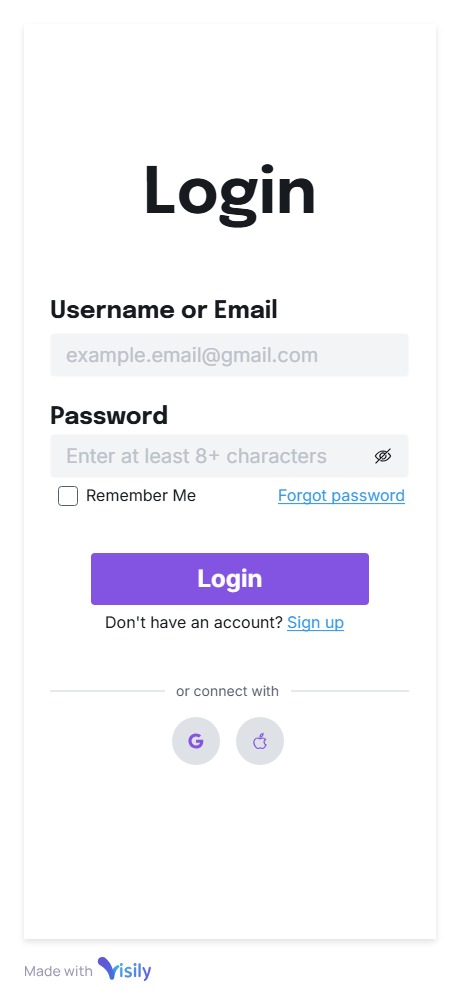 Login
Username or Email
example.email@gmail.com
Password
Enter at least 8+ characters
Remember Me
Forgot password
Login
Don't have an account? Sign up
or connect with
G
Made with Visily